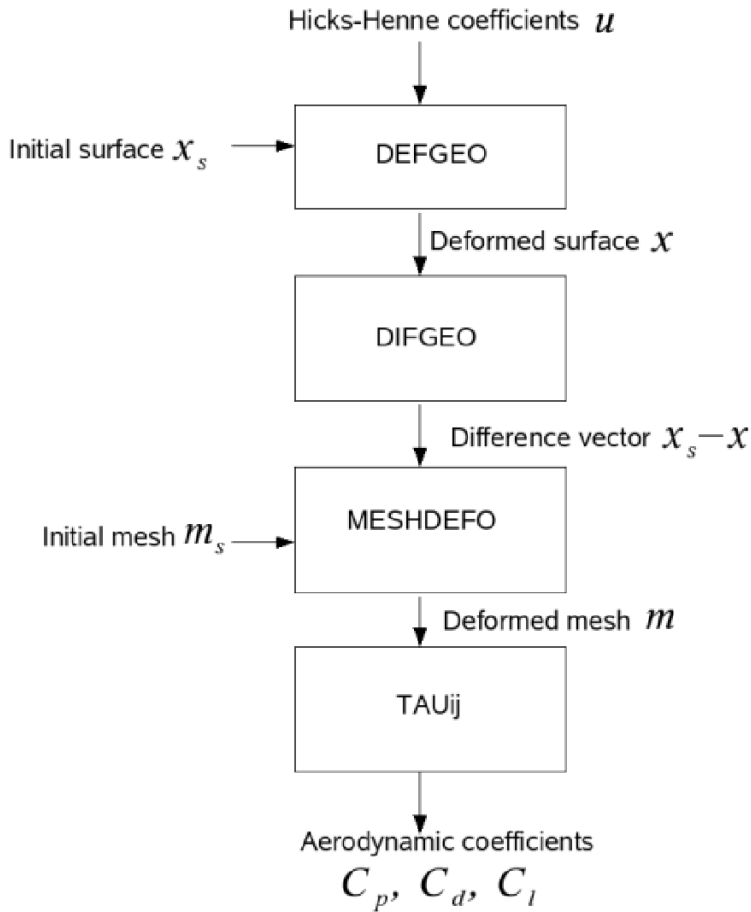 Hicks-Henne coefficients u
DEFGEO
Initial surface x_s
Deformed surface x
DIFGEO
Difference vector x_s−x
MESHDEFO
Initial mesh m_s
Deformed mesh m
TAUij
Aerodynamic coefficients
C_p, C_d, C_l